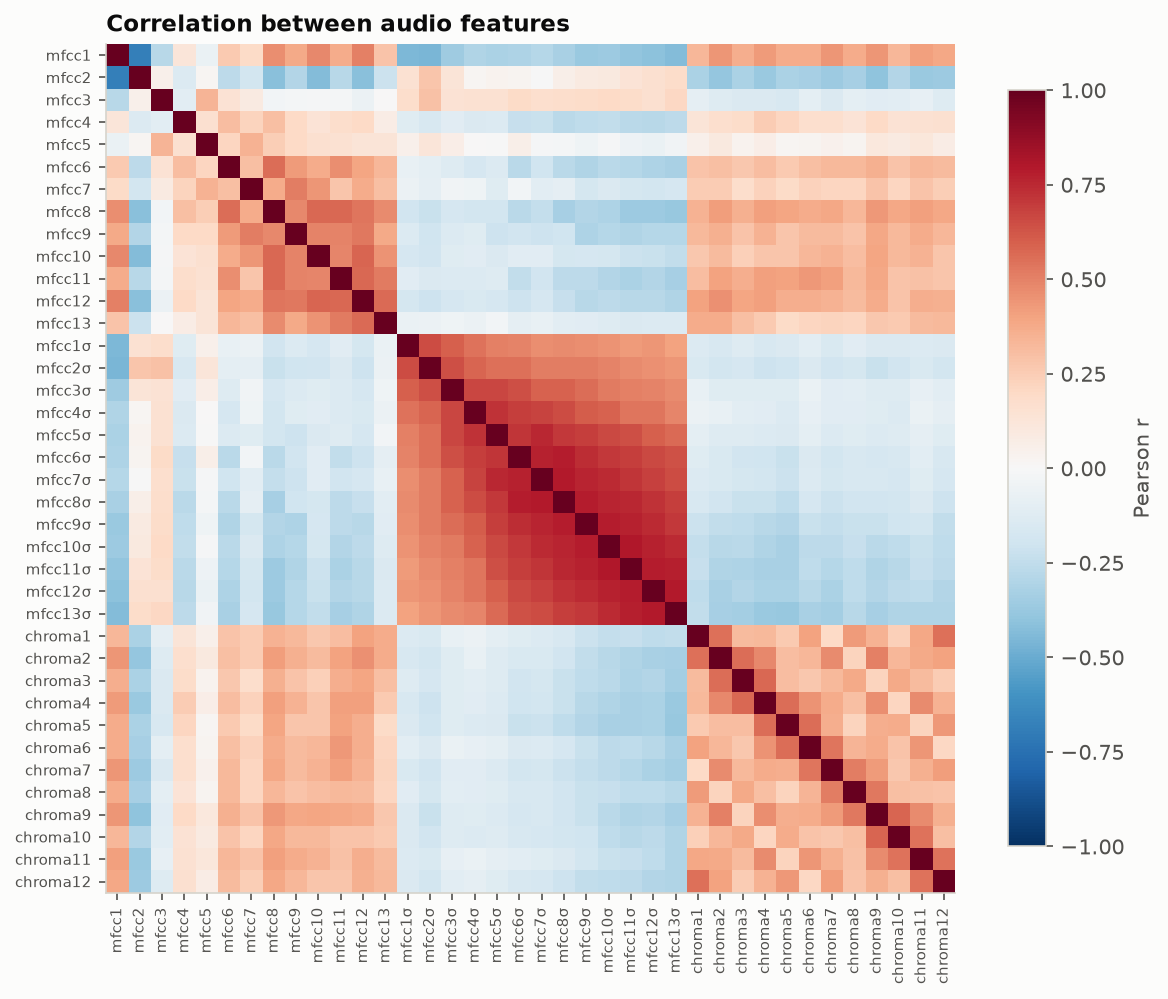 Correlation between audio features
mfcc1
mfcc2
mfcc3
mfcc4
mfcc5
mfcc6
mfcc7
mfcc8
mfcc9
mfcc10
mfcc11
mfcc12
mfcc13
mfcc1σ
mfcc2σ
mfcc3σ
mfcc4σ
mfcc5σ
mfcc6σ
mfcc7σ
mfcc8σ
mfcc9σ
mfcc10σ
mfcc11σ
mfcc12σ
mfcc13σ
chroma1
chroma2
chroma3
chroma4
chroma5
chroma6
chroma7
chroma8
chroma9
chroma10
chroma11
chroma12
mfcc1
mfcc2
mfcc3
mfcc4
mfcc5
mfcc6
mfcc7
mfcc8
mfcc9
mfcc10
mfcc11
mfcc12
mfcc13
mfcc1σ
mfcc2σ
mfcc3σ
mfcc4σ
mfcc5σ
mfcc6σ
mfcc7σ
mfcc8σ
mfcc9σ
mfcc10σ
mfcc11σ
mfcc12σ
mfcc13σ
chroma1
chroma2
chroma3
chroma4
chroma5
chroma6
chroma7
chroma8
chroma9
chroma10
chroma11
chroma12
1.00
0.75
0.50
0.25
0.00
−0.25
−0.50
−0.75
−1.00
Pearson r